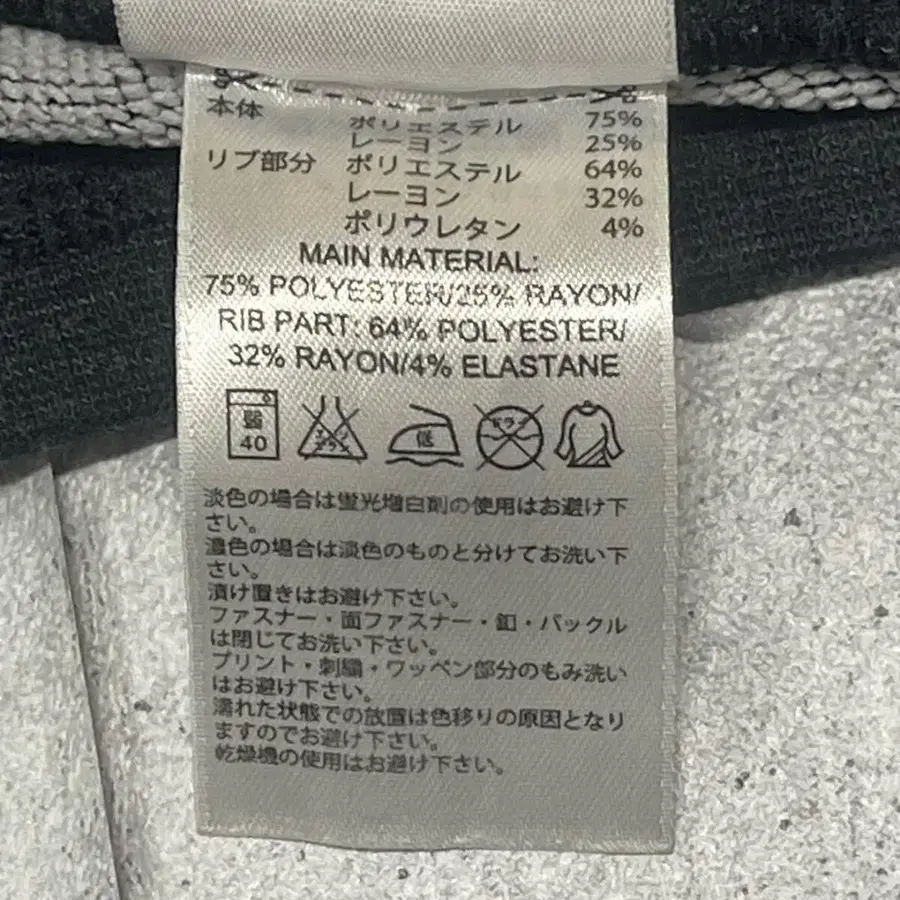 本体 ポリエステル 75%
レーヨン 25%
リブ部分 ポリエステル 64%
レーヨン 32%
ポリウレタン 4%
MAIN MATERIAL:
75% POLYESTER/25% RAYON/
RIB PART: 64% POLYESTER/
32% RAYON/4% ELASTANE
40 エンソ サラシ 低 セキユ系
淡色の場合は蛍光増白剤の使用はお避け下
さい。
濃色の場合は淡色のものと分けてお洗い下
さい。
漬け置きはお避け下さい。
ファスナー・面ファスナー・釦・バックル
は閉じてお洗い下さい。
プリント・刺繍・ワッペン部分のもみ洗い
はお避け下さい。
濡れた状態での放置は色移りの原因となり
ますのでお避け下さい。
乾燥機の使用はお避け下さい。